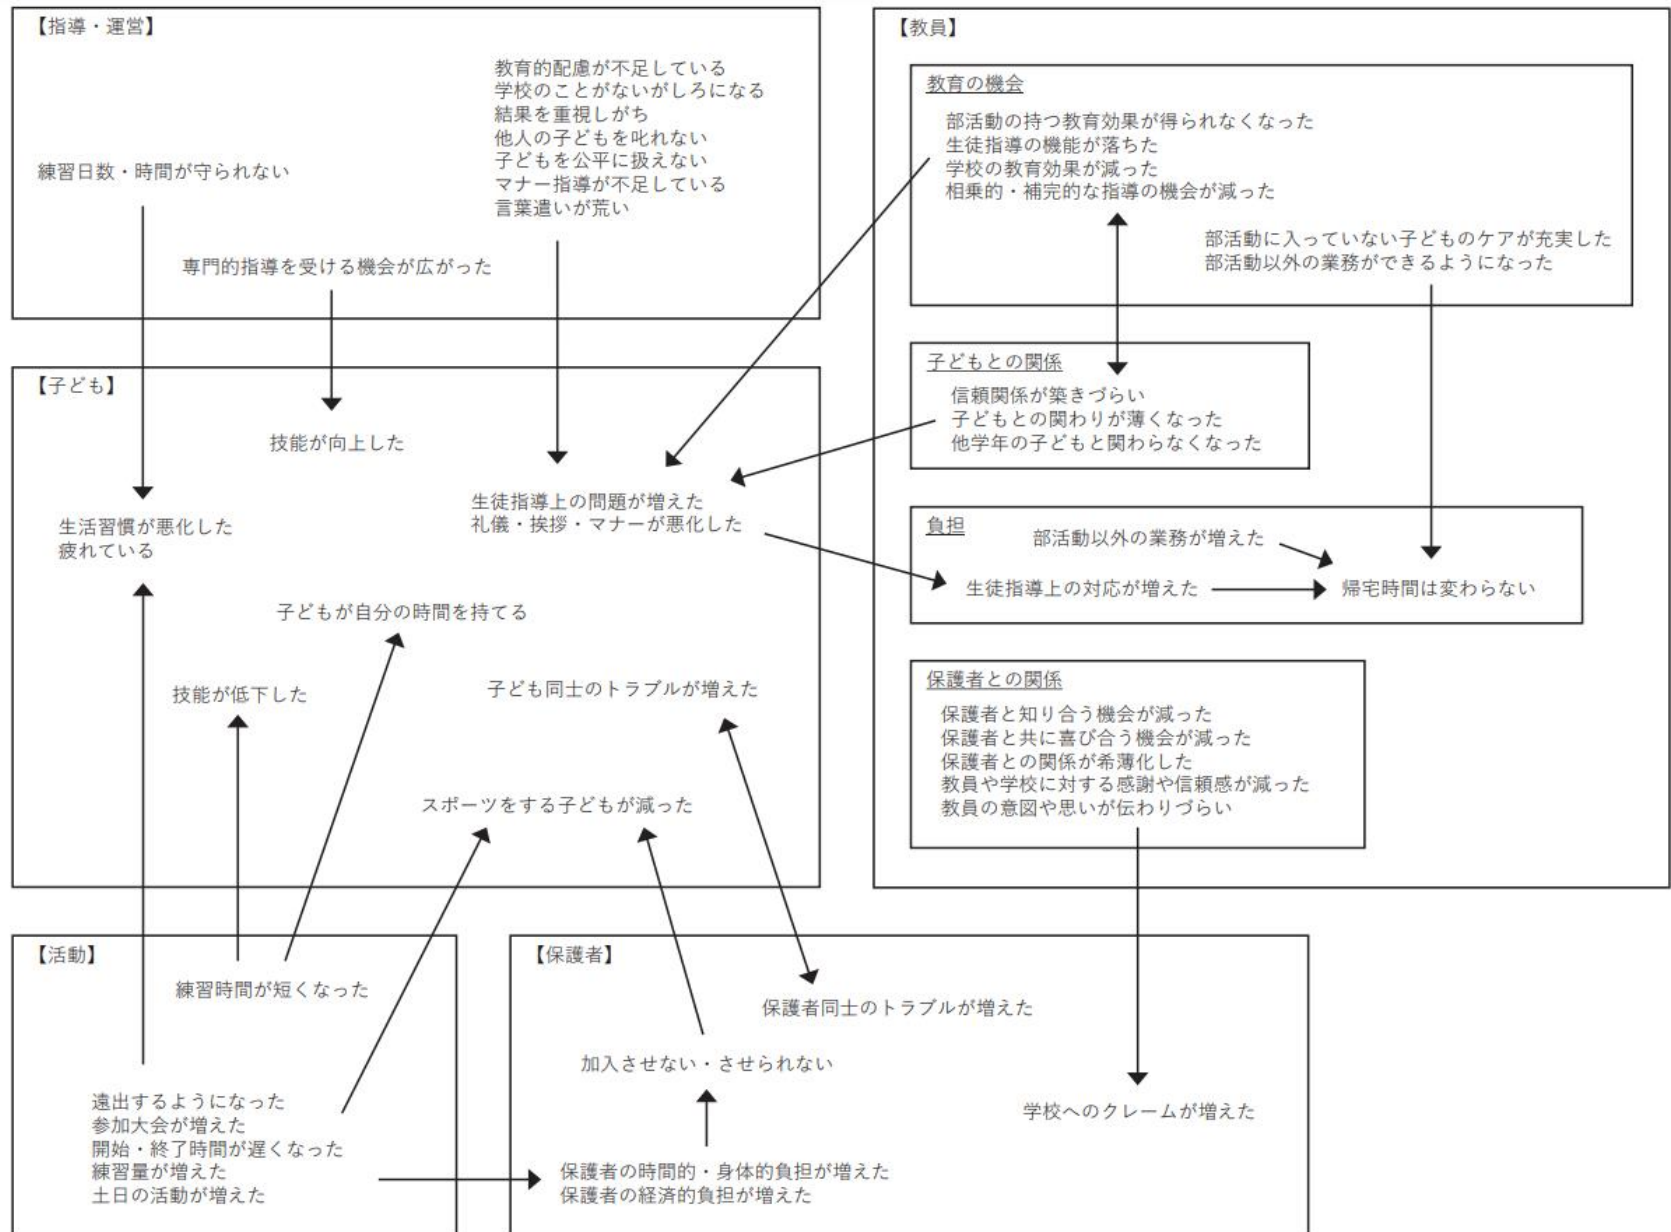 【指導・運営】
教育的配慮が不足している
学校のことがないがしろになる
結果を重視しがち
他人の子どもを叱れない
子どもを公平に扱えない
マナー指導が不足している
言葉遣いが荒い
練習日数・時間が守られない
専門的指導を受ける機会が広がった
【子ども】
技能が向上した
生徒指導上の問題が増えた
礼儀・挨拶・マナーが悪化した
生活習慣が悪化した
疲れている
子どもが自分の時間を持てる
技能が低下した
子ども同士のトラブルが増えた
スポーツをする子どもが減った
【教員】
教育の機会
部活動の持つ教育効果が得られなくなった
生徒指導の機能が落ちた
学校の教育効果が減った
相乗的・補完的な指導の機会が減った
部活動に入っていない子どものケアが充実した
部活動以外の業務ができるようになった
子どもとの関係
信頼関係が築きづらい
子どもとの関わりが薄くなった
他学年の子どもと関わらなくなった
負担
部活動以外の業務が増えた
生徒指導上の対応が増えた
帰宅時間は変わらない
保護者との関係
保護者と知り合う機会が減った
保護者と共に喜び合う機会が減った
保護者との関係が希薄化した
教員や学校に対する感謝や信頼感が減った
教員の意図や思いが伝わりづらい
【活動】
練習時間が短くなった
遠出するようになった
参加大会が増えた
開始・終了時間が遅くなった
練習量が増えた
土日の活動が増えた
【保護者】
保護者同士のトラブルが増えた
加入させない・させられない
学校へのクレームが増えた
保護者の時間的・身体的負担が増えた
保護者の経済的負担が増えた